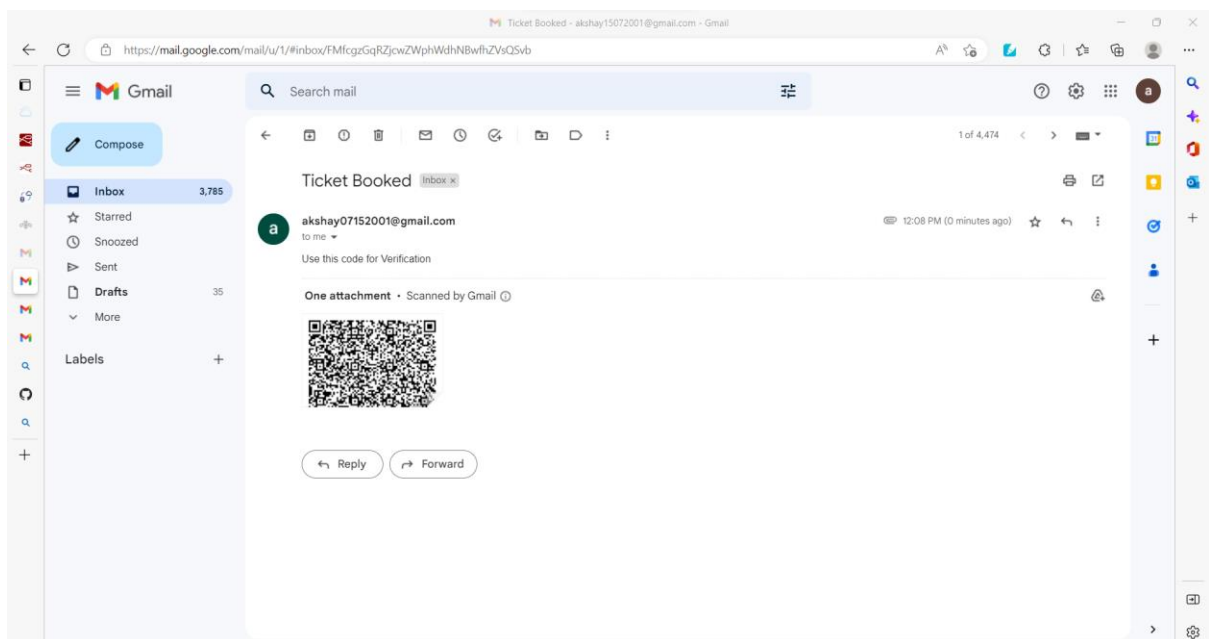 Ticket Booked - akshay15072001@gmail.com - Gmail
https://mail.google.com/mail/u/1/#inbox/FMfcgzGqRZjcwZWphWdhNBwfhZVsQSvb
Gmail
Search mail
a
Compose
1 of 4,474
Inbox 3,785
Starred
Snoozed
Sent
Drafts 35
More
Labels
Ticket Booked Inbox ×
a
akshay07152001@gmail.com
12:08 PM (0 minutes ago)
to me
Use this code for Verification
One attachment • Scanned by Gmail
Reply
Forward